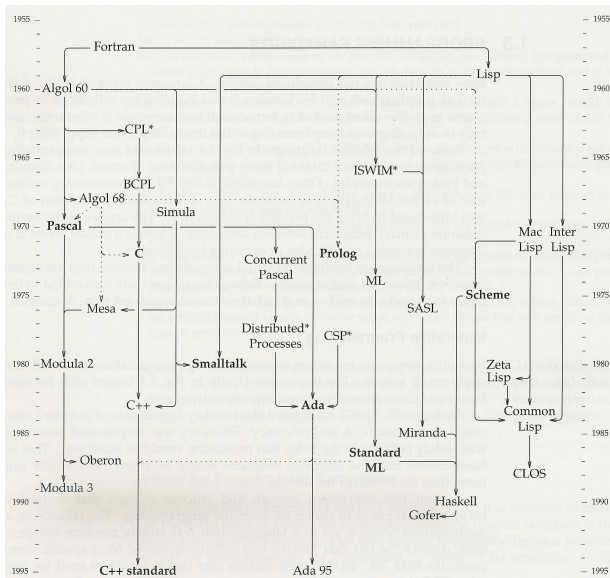 1955
1955
Fortran
Lisp
1960
Algol 60
1960
CPL*
1965
BCPL
ISWIM*
1965
Algol 68
Simula
1970
Pascal
1970
C
Concurrent
Pascal
Prolog
Mac
Lisp
Inter
Lisp
ML
1975
Mesa
SASL
Scheme
1975
Distributed*
Processes
CSP*
1980
Modula 2
Smalltalk
Zeta
Lisp
1980
C++
Ada
Common
Lisp
1985
Miranda
1985
Oberon
Standard
ML
CLOS
1990
Modula 3
Haskell
Gofer
1990
1995
C++ standard
Ada 95
1995